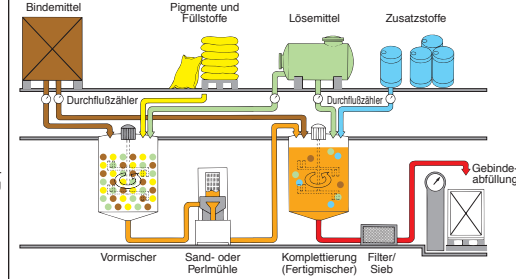 Bindemittel
Pigmente und
Füllstoffe
Lösemittel
Zusatzstoffe
Durchflußzähler
Durchflußzähler
Gebinde-
abfüllung
Vormischer
Sand- oder
Perlmühle
Komplettierung
(Fertigmischer)
Filter/
Sieb